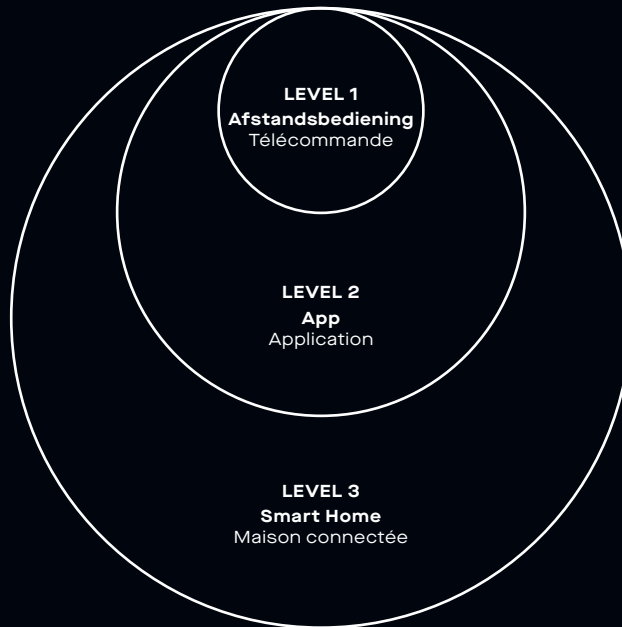 LEVEL 1
Afstandsbediening
Télécommande
LEVEL 2
App
Application
LEVEL 3
Smart Home
Maison connectée